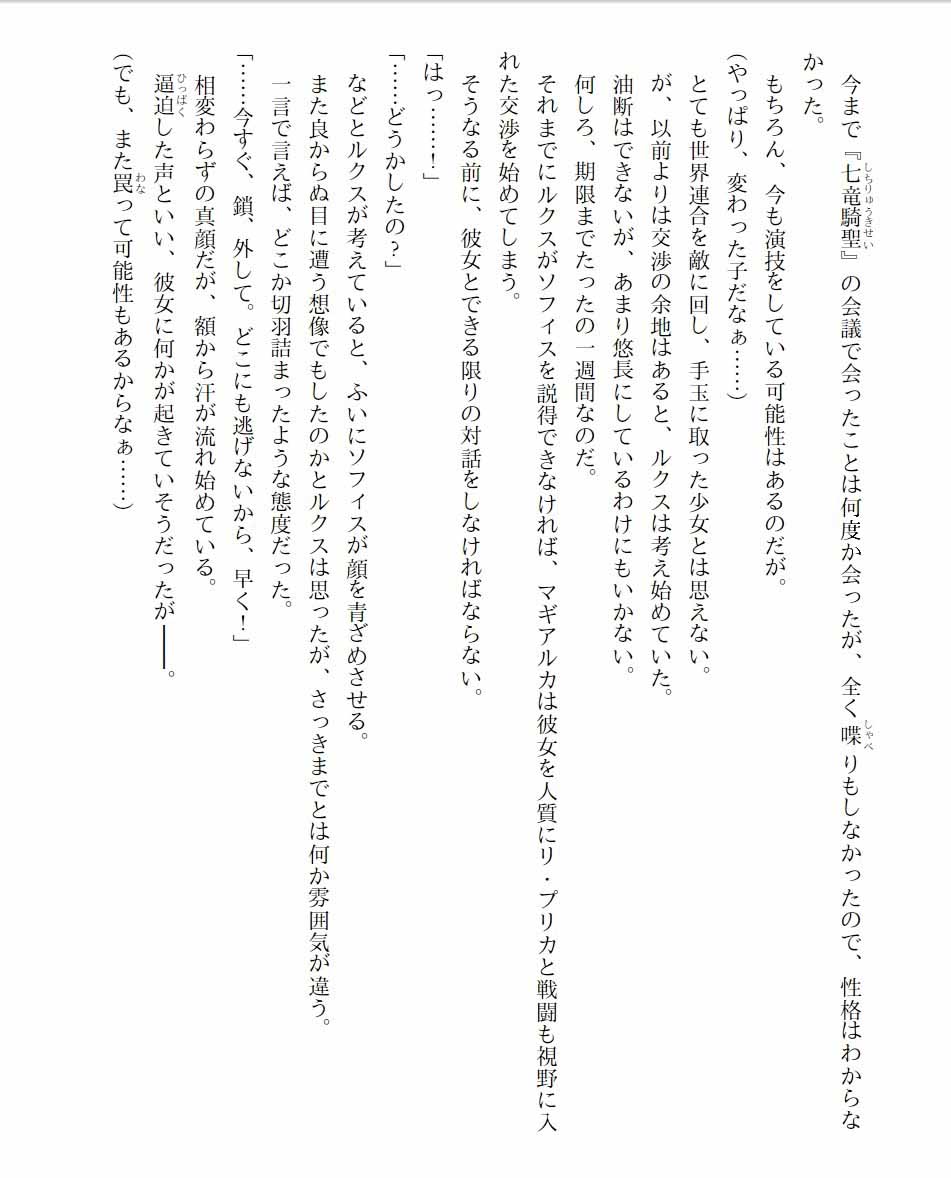 今まで『七竜騎聖』の会議で会ったことは何度か会ったが、全く喋りもしなかったので、性格はわからな
かった。
もちろん、今も演技をしている可能性はあるのだが。
(やっぱり、変わった子だなぁ……)
とても世界連合を敵に回し、手玉に取った少女とは思えない。
が、以前よりは交渉の余地はあると、ルクスは考え始めていた。
油断はできないが、あまり悠長にしているわけにもいかない。
何しろ、期限までたったの一週間なのだ。
それまでにルクスがソフィスを説得できなければ、マギアルカは彼女を人質にリ・プリカと戦闘も視野に入
れた交渉を始めてしまう。
そうなる前に、彼女とできる限りの対話をしなければならない。
「はっ……！」
「……どうかしたの？」
などとルクスが考えていると、ふいにソフィスが顔を青ざめさせる。
また良からぬ目に遭う想像でもしたのかとルクスは思ったが、さっきまでとは何か雰囲気が違う。
一言で言えば、どこか切羽詰まったような態度だった。
「……今すぐ、鎖、外して。どこにも逃げないから、早く！」
相変わらずの真顔だが、額から汗が流れ始めている。
逼迫した声といい、彼女に何かが起きていそうだったが――。
(でも、また罠って可能性もあるからなぁ……)